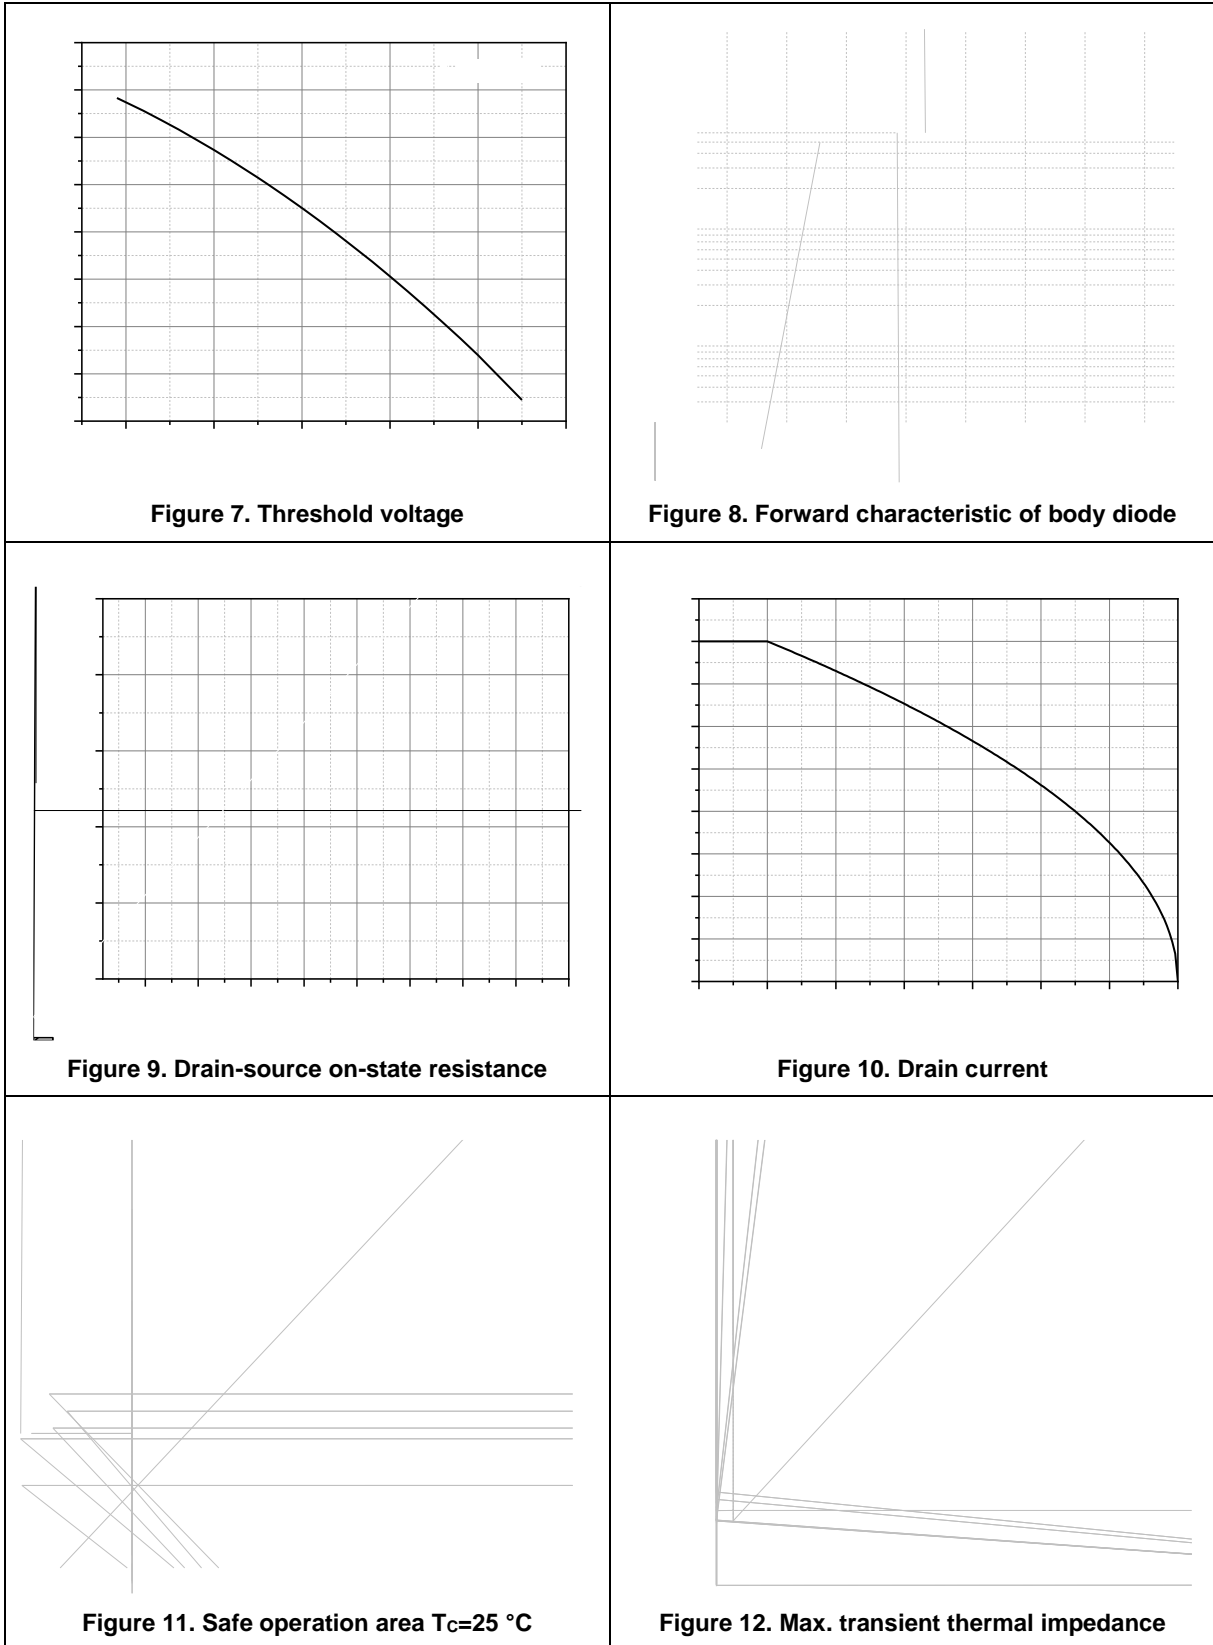 Figure 7. Threshold voltage
Figure 8. Forward characteristic of body diode
Figure 9. Drain-source on-state resistance
Figure 10. Drain current
Figure 11. Safe operation area TC=25 °C
Figure 12. Max. transient thermal impedance